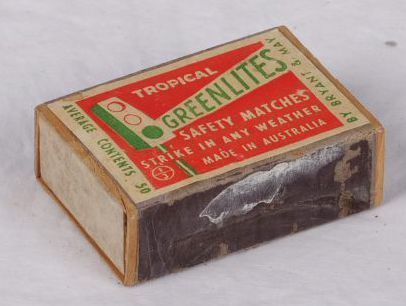 TROPICAL
GREENLITES
SAFETY MATCHES
STRIKE IN ANY WEATHER
MADE IN AUSTRALIA
AVERAGE CONTENTS 50
BY BRYANT & MAY